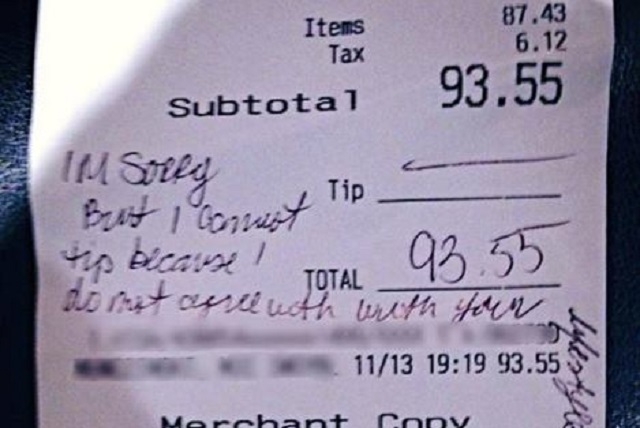 Items 87.43
Tax 6.12
Subtotal 93.55
I'M Sorry
But I cannot
Tip
tip because I
TOTAL 93.55
do not agree with with your
lifestyle
11/13 19:19 93.55
Merchant Copy